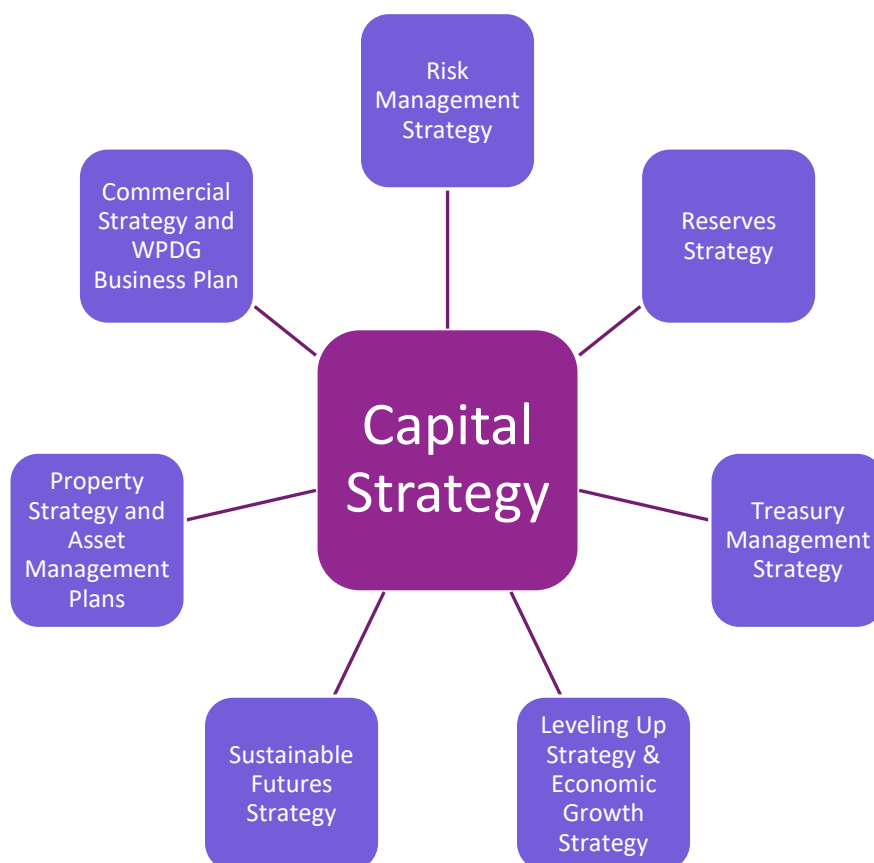 Risk
Management
Strategy
Commercial
Strategy and
WPDG
Business Plan
Reserves
Strategy
Capital
Strategy
Property
Strategy and
Asset
Management
Plans
Treasury
Management
Strategy
Sustainable
Futures
Strategy
Leveling Up
Strategy &
Economic
Growth
Strategy